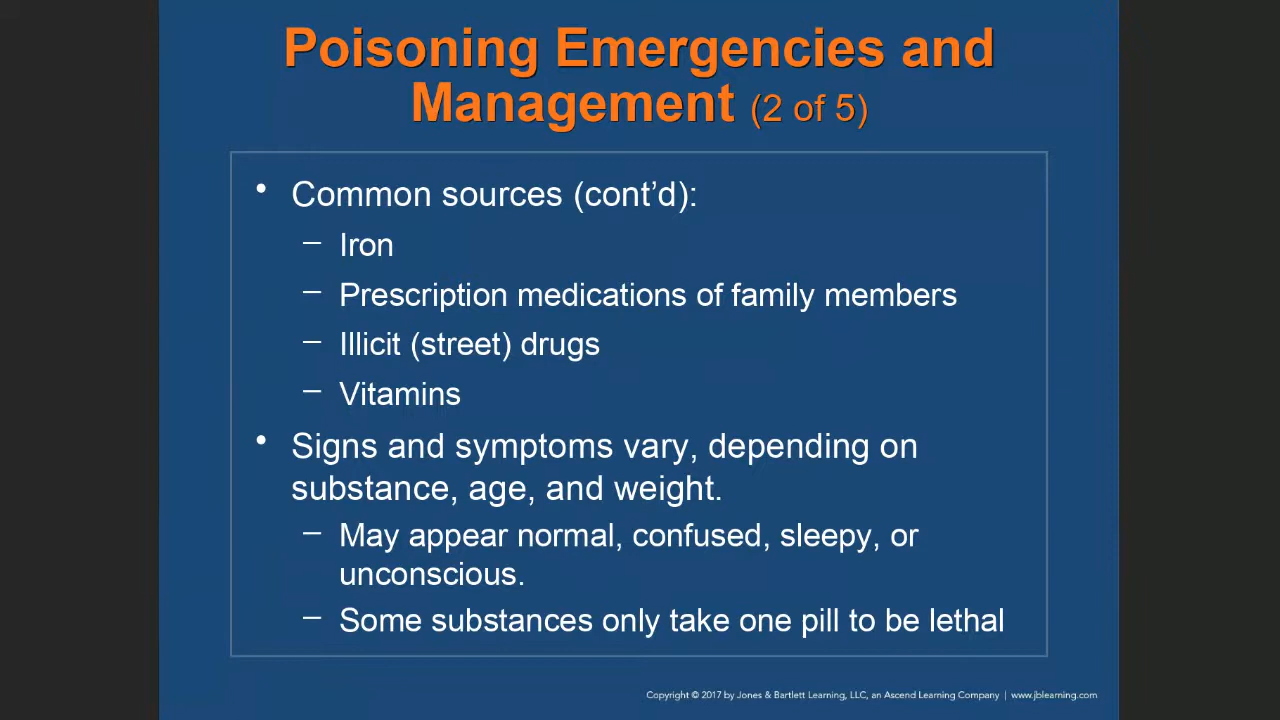 Poisoning Emergencies and
Management (2 of 5)
• Common sources (cont’d):
– Iron
– Prescription medications of family members
– Illicit (street) drugs
– Vitamins
• Signs and symptoms vary, depending on
substance, age, and weight.
– May appear normal, confused, sleepy, or
unconscious.
– Some substances only take one pill to be lethal
Copyright © 2017 by Jones & Bartlett Learning, LLC, an Ascend Learning Company | www.jblearning.com